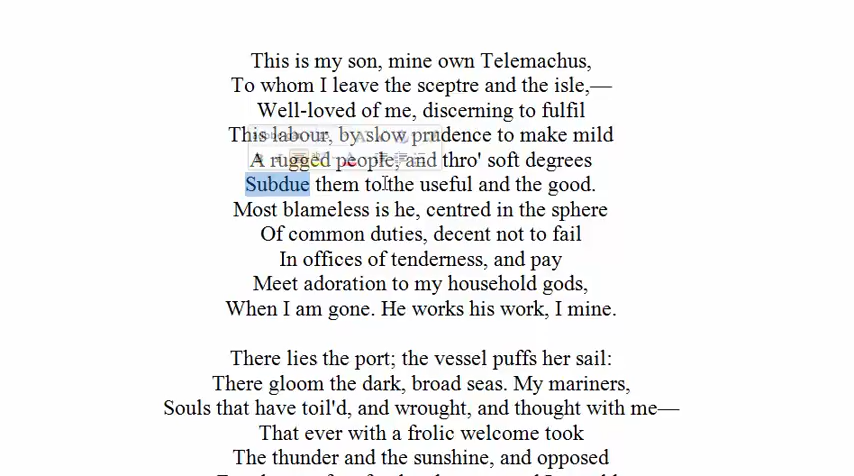 This is my son, mine own Telemachus,
To whom I leave the sceptre and the isle,—
Well-loved of me, discerning to fulfil
This labour, by slow prudence to make mild
A rugged people, and thro' soft degrees
Subdue them to the useful and the good.
Most blameless is he, centred in the sphere
Of common duties, decent not to fail
In offices of tenderness, and pay
Meet adoration to my household gods,
When I am gone. He works his work, I mine.
There lies the port; the vessel puffs her sail:
There gloom the dark, broad seas. My mariners,
Souls that have toil'd, and wrought, and thought with me—
That ever with a frolic welcome took
The thunder and the sunshine, and opposed